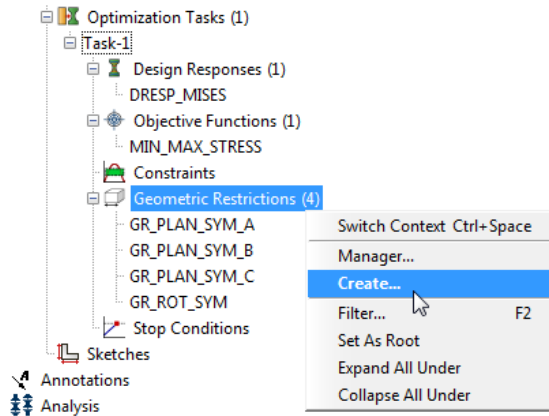 Optimization Tasks (1)
Task-1
Design Responses (1)
DRESP_MISES
Objective Functions (1)
MIN_MAX_STRESS
Constraints
Geometric Restrictions (4)
GR_PLAN_SYM_A
GR_PLAN_SYM_B
GR_PLAN_SYM_C
GR_ROT_SYM
Stop Conditions
Sketches
Annotations
Analysis
Switch Context Ctrl+Space
Manager...
Create...
Filter... F2
Set As Root
Expand All Under
Collapse All Under